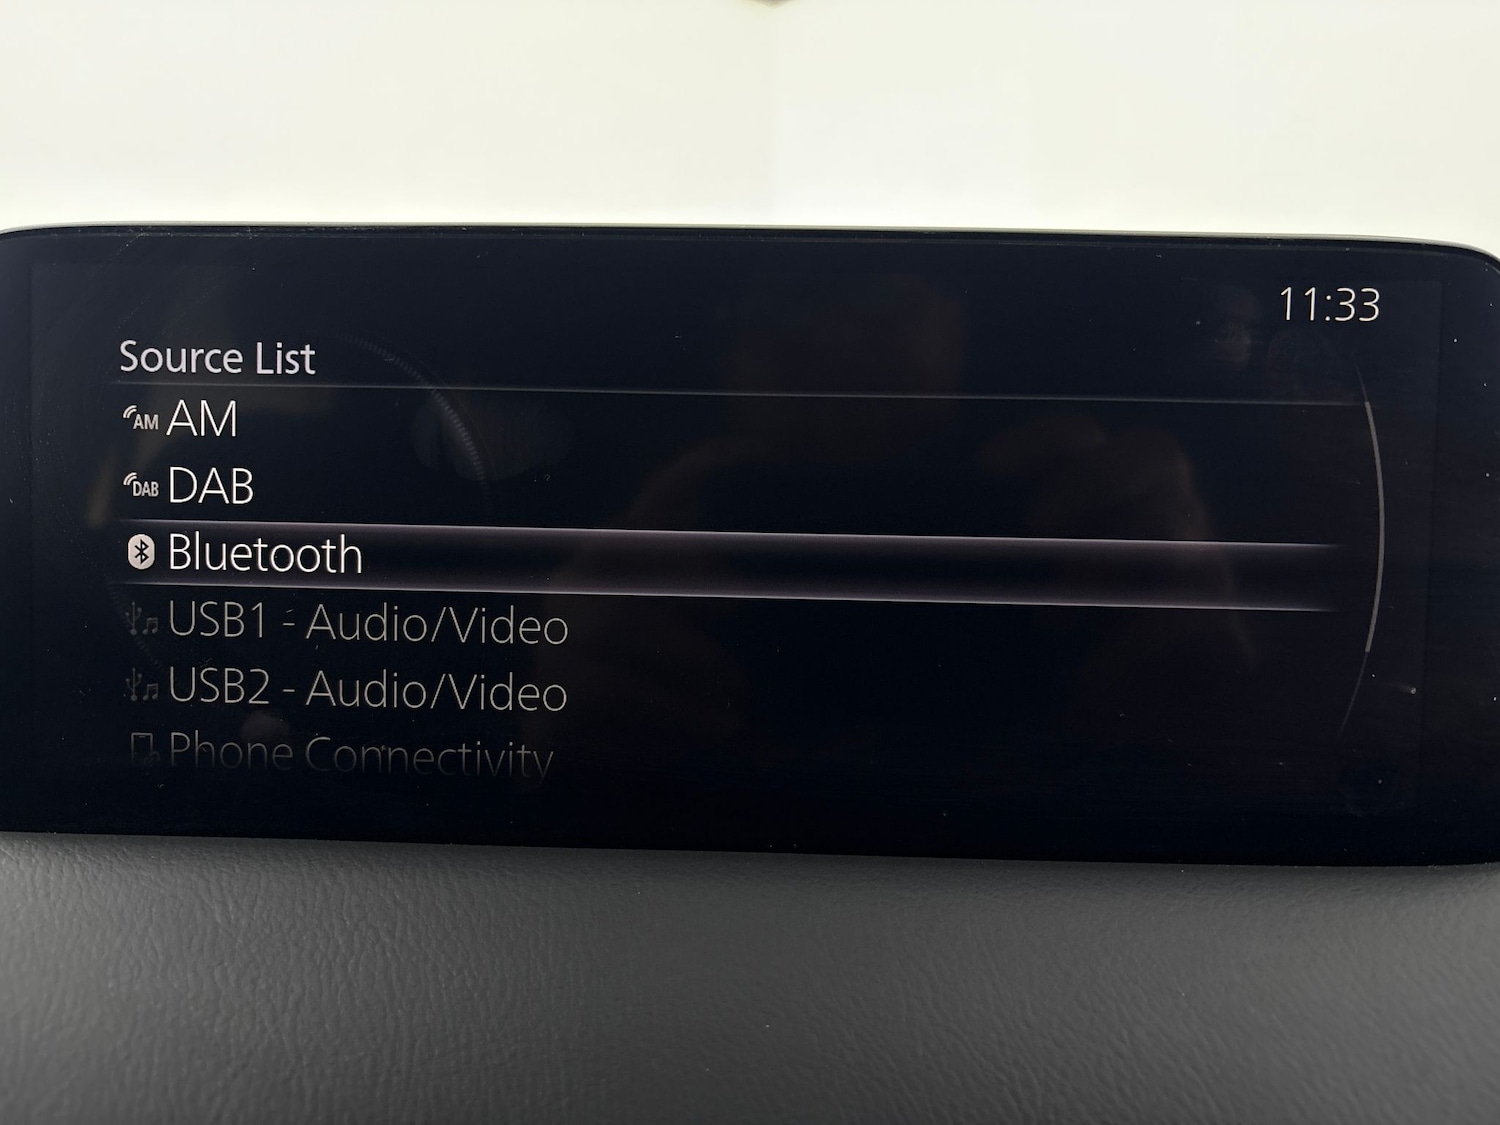 11:33
Source List
AM AM
DAB DAB
Bluetooth
USB1 - Audio/Video
USB2 - Audio/Video
Phone Connectivity